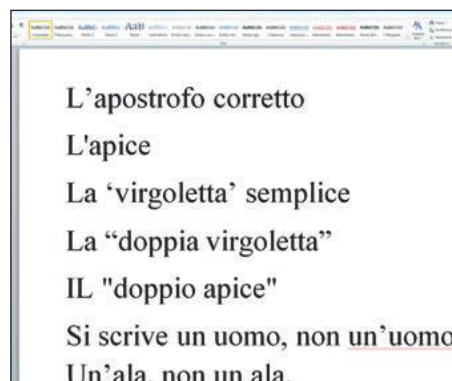 L’apostrofo corretto
L'apice
La ‘virgoletta’ semplice
La “doppia virgoletta”
IL "doppio apice"
Si scrive un uomo, non un’uomo
Un’ala, non un ala.